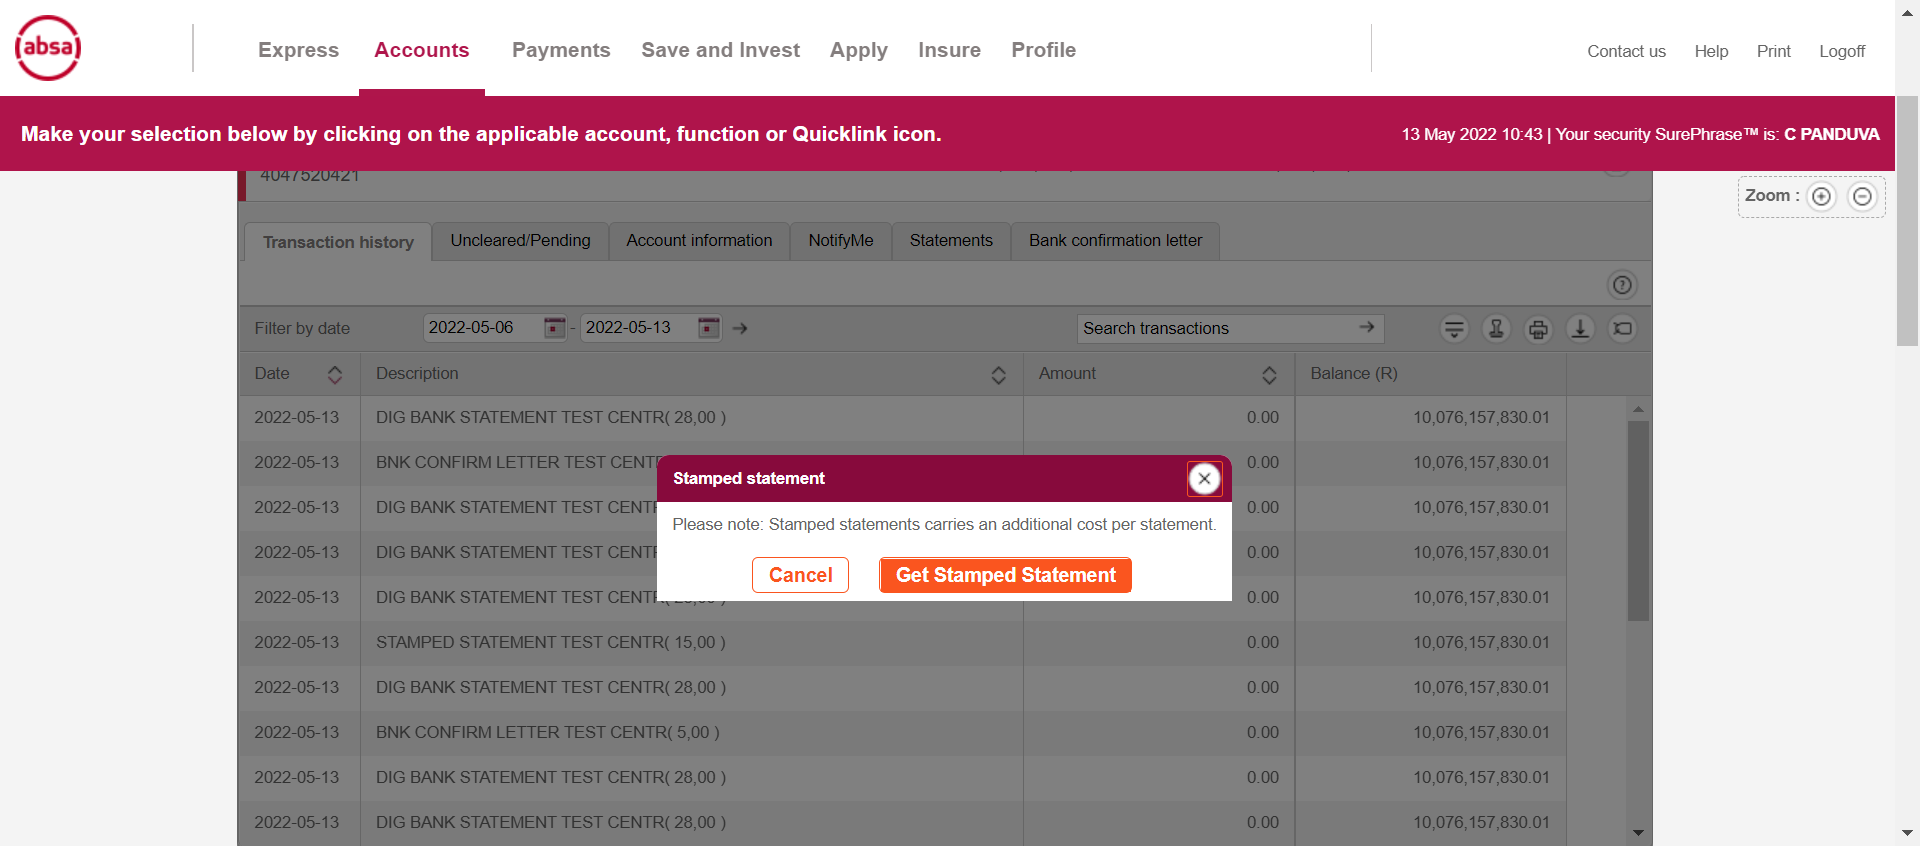 absa
Express Accounts Payments Save and Invest Apply Insure Profile
Contact us Help Print Logoff
Make your selection below by clicking on the applicable account, function or Quicklink icon.
13 May 2022 10:43 | Your security SurePhrase™ is: C PANDUVA
4047520421
Zoom :
Transaction history Uncleared/Pending Account information NotifyMe Statements Bank confirmation letter
Filter by date 2022-05-06 - 2022-05-13 Search transactions
Date Description Amount Balance (R)
2022-05-13 DIG BANK STATEMENT TEST CENTR( 28,00 ) 0.00 10,076,157,830.01
2022-05-13 BNK CONFIRM LETTER TEST 0.00 10,076,157,830.01
Stamped statement
2022-05-13 DIG BANK STATEMENT TEST 0.00 10,076,157,830.01
Please note: Stamped statements carries an additional cost per statement.
2022-05-13 DIG BANK STATEMENT TEST 0.00 10,076,157,830.01
Cancel Get Stamped Statement
2022-05-13 DIG BANK STATEMENT TEST 0.00 10,076,157,830.01
2022-05-13 STAMPED STATEMENT TEST CENTR( 15,00 ) 0.00 10,076,157,830.01
2022-05-13 DIG BANK STATEMENT TEST CENTR( 28,00 ) 0.00 10,076,157,830.01
2022-05-13 BNK CONFIRM LETTER TEST CENTR( 5,00 ) 0.00 10,076,157,830.01
2022-05-13 DIG BANK STATEMENT TEST CENTR( 28,00 ) 0.00 10,076,157,830.01
2022-05-13 DIG BANK STATEMENT TEST CENTR( 28,00 ) 0.00 10,076,157,830.01